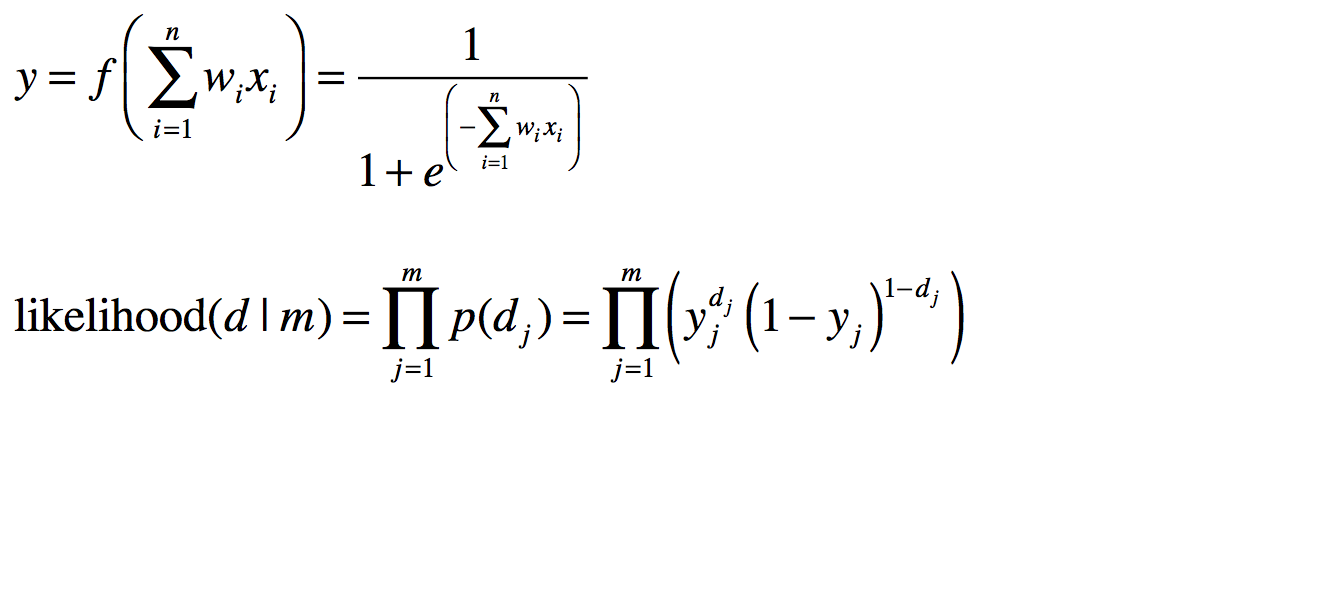 y = f(∑_{i=1}^{n} w_i x_i) = 1 / (1 + e^{(−∑_{i=1}^{n} w_i x_i)})
likelihood(d | m) = ∏_{j=1}^{m} p(d_j) = ∏_{j=1}^{m} (y_j^{d_j} (1 − y_j)^{1−d_j})